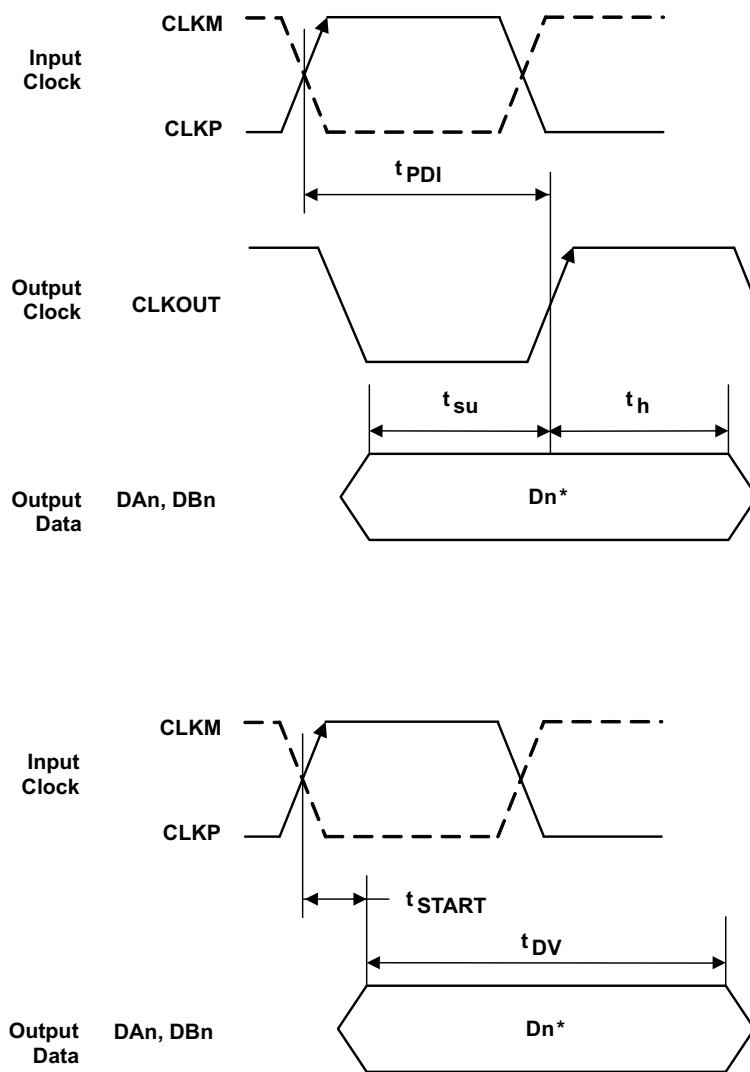 CLKM
Input
Clock
CLKP
t PDI
Output
Clock
CLKOUT
t su
t h
Output
Data
DAn, DBn
Dn*
CLKM
Input
Clock
CLKP
t START
t DV
Output
Data
DAn, DBn
Dn*